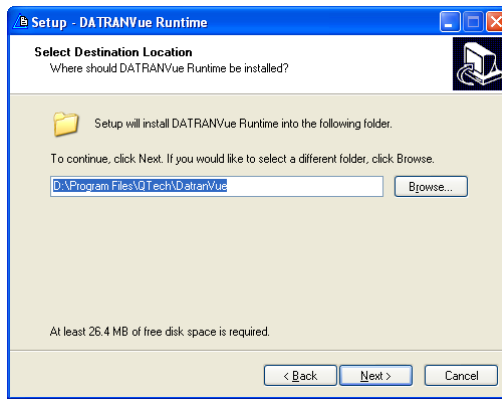 Setup - DATRANVue Runtime
Select Destination Location
Where should DATRANVue Runtime be installed?
Setup will install DATRANVue Runtime into the following folder.
To continue, click Next. If you would like to select a different folder, click Browse.
D:\Program Files\QTech\DatranVue
Browse...
At least 26.4 MB of free disk space is required.
< Back
Next >
Cancel